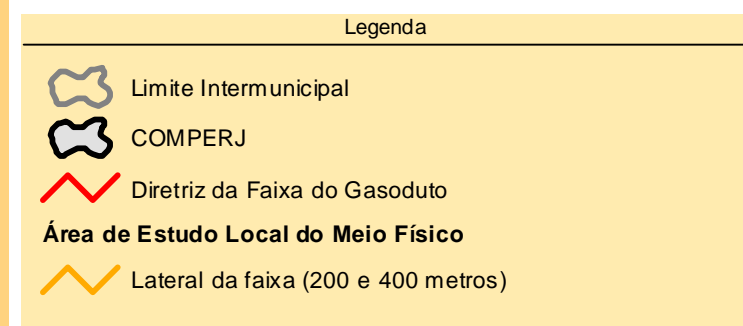 Legenda
Limite Intermunicipal
COMPERJ
Diretriz da Faixa do Gasoduto
Área de Estudo Local do Meio Físico
Lateral da faixa (200 e 400 metros)